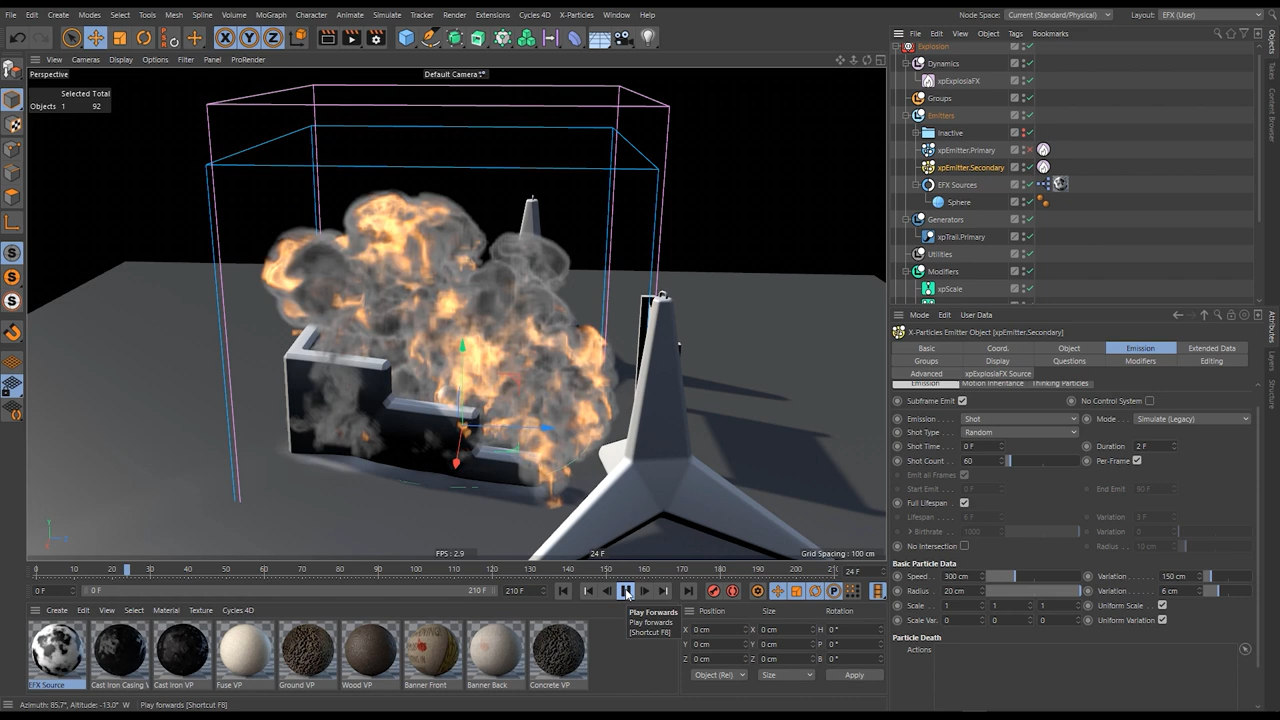 File Edit Create Modes Select Tools Mesh Spline Volume MoGraph Character Animate Simulate Tracker Render Extensions Cycles 4D X-Particles Window Help
Node Space: Current (Standard/Physical) Layout: EFX (User)
PSR
X Y Z
File Edit View Object Tags Bookmarks
Explosion
Dynamics
xpExplosiaFX
Groups
Emitters
Inactive
xpEmitter.Primary
xpEmitter.Secondary
EFX Sources
Sphere
Generators
xpTrail.Primary
Utilities
Modifiers
xpScale
Objects
Takes
Content Browser
View Cameras Display Options Filter Panel ProRender
Perspective
Default Camera
Selected Total
Objects 1 92
FPS : 2.9
24 F
Grid Spacing : 100 cm
Mode Edit User Data
X-Particles Emitter Object [xpEmitter.Secondary]
Basic Coord. Object Emission Extended Data
Groups Display Questions Modifiers Editing
Advanced xpExplosiaFX Source
Emission Motion Inheritance Thinking Particles
Subframe Emit No Control System
Emission Shot Mode Simulate (Legacy)
Shot Type Random
Shot Time 0 F Duration 2 F
Shot Count 60 Per-Frame
Emit all Frames
Start Emit 0 F End Emit 90 F
Full Lifespan
Lifespan 6 F Variation 3 F
Birthrate 1000 Variation 0
No Intersection Radius 10 cm
Basic Particle Data
Speed 300 cm Variation 150 cm
Radius 20 cm Variation 6 cm
Scale 1 1 1 Uniform Scale
Scale Var. 0 0 0 Uniform Variation
Particle Death
Actions
Attributes
Layers
Structure
0 10 20 30 40 50 60 70 80 90 100 110 120 130 140 150 160 170 180 190 200 24 F
0 F 0 F 210 F 210 F
Play Forwards
Play forwards
[Shortcut F8]
Create Edit View Select Material Texture Cycles 4D
EFX Source Cast Iron Casing V Cast Iron VP Fuse VP Ground VP Wood VP Banner Front Banner Back Concrete VP
Position Size Rotation
X 0 cm X 0 cm H 0 °
Y 0 cm Y 0 cm P 0 °
Z 0 cm Z 0 cm B 0 °
Object (Rel) Size Apply
Azimuth: 85.7°, Altitude: -13.0° W Play forwards [Shortcut F8]